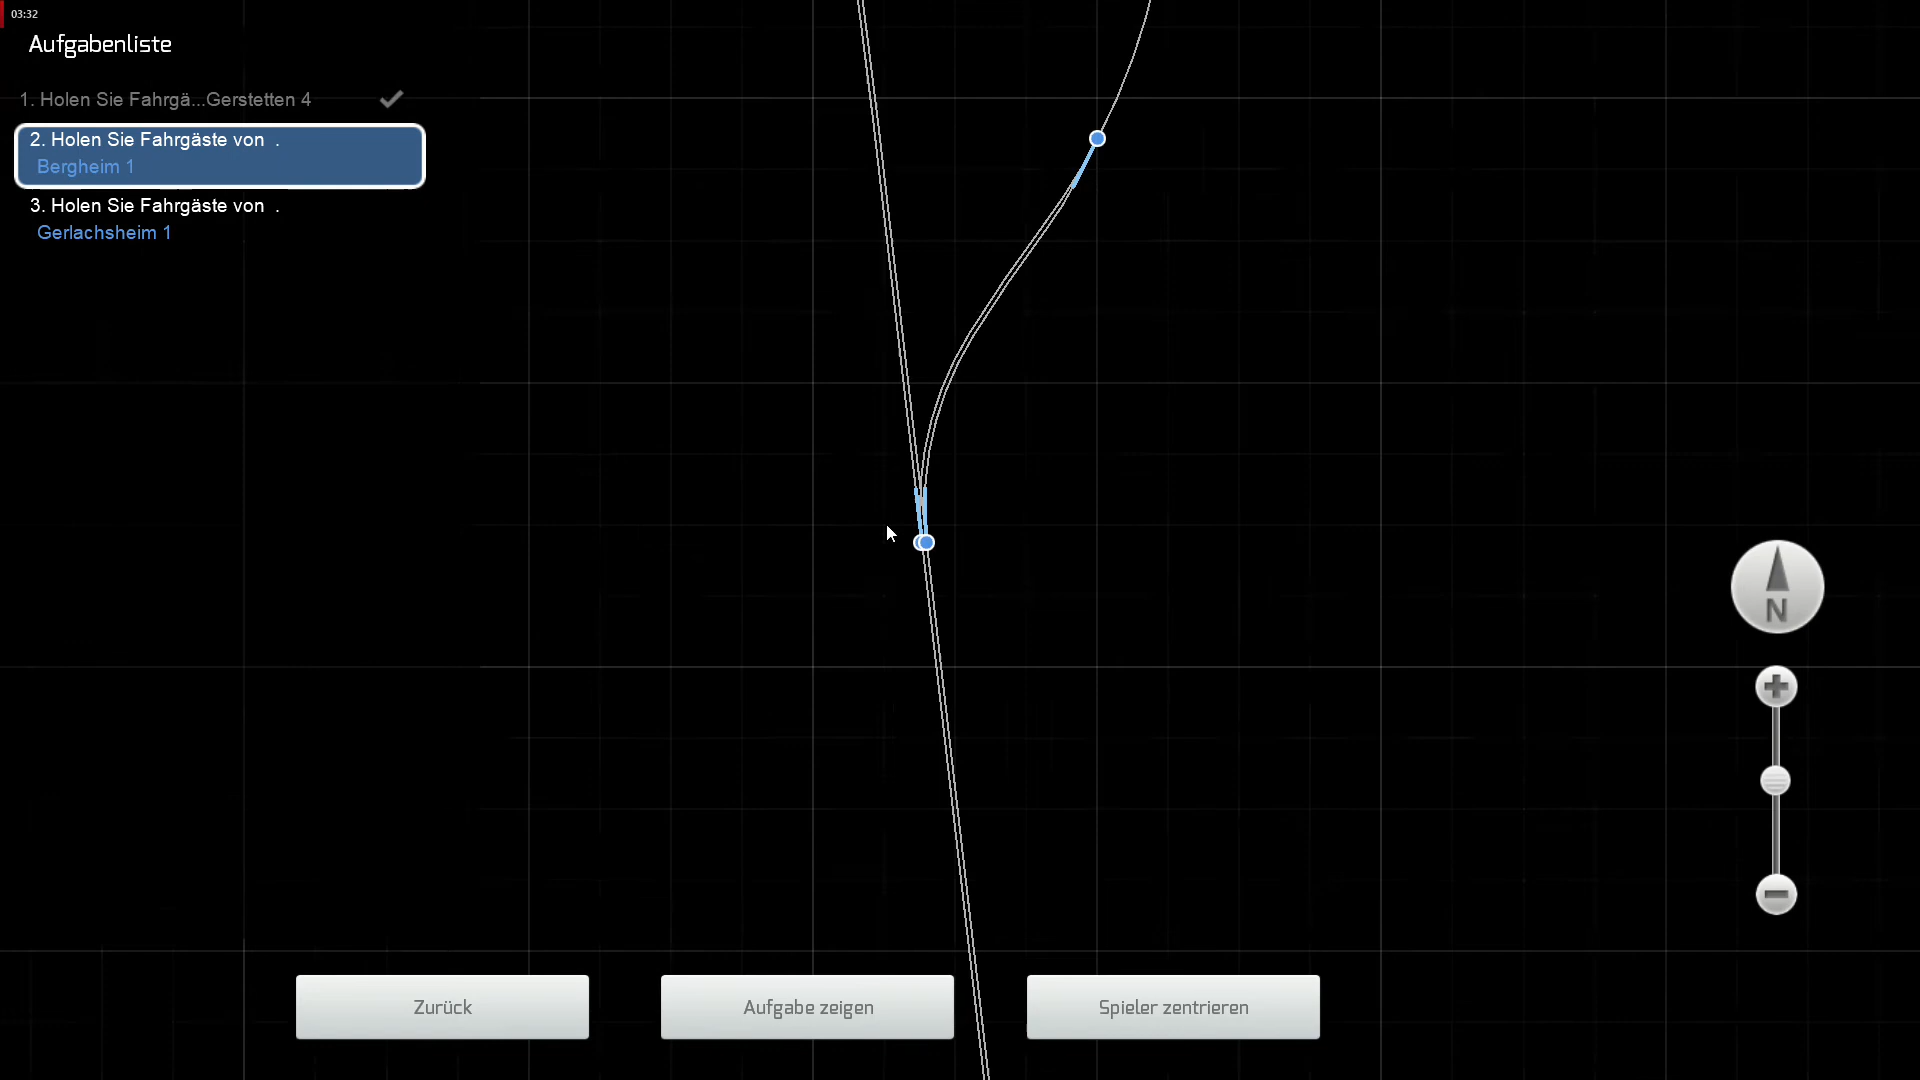 03:32
Aufgabenliste
1. Holen Sie Fahrgä...Gerstetten 4
2. Holen Sie Fahrgäste von .
Bergheim 1
3. Holen Sie Fahrgäste von .
Gerlachsheim 1
N
Zurück
Aufgabe zeigen
Spieler zentrieren